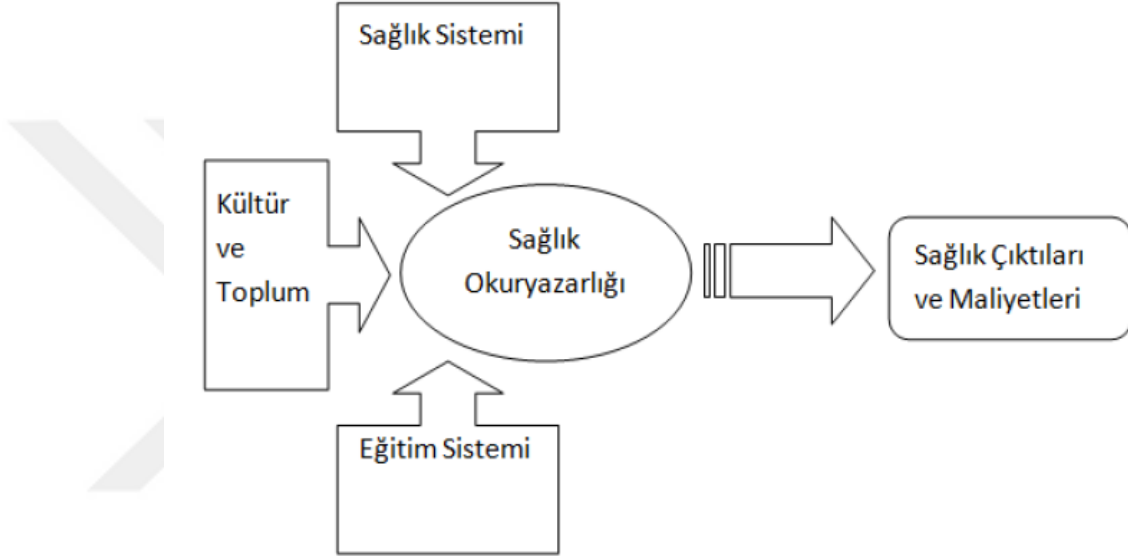 Sağlık Sistemi
Kültür
ve
Toplum
Sağlık
Okuryazarlığı
Sağlık Çıktıları
ve Maliyetleri
Eğitim Sistemi